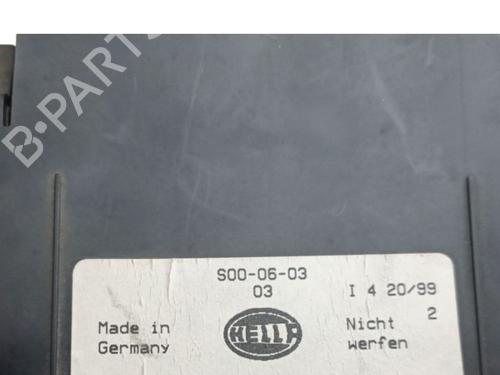 B-PARTS
S00-06-03
03
I 4 20/99
2
Made in
Germany
HELLA
Nicht
werfen